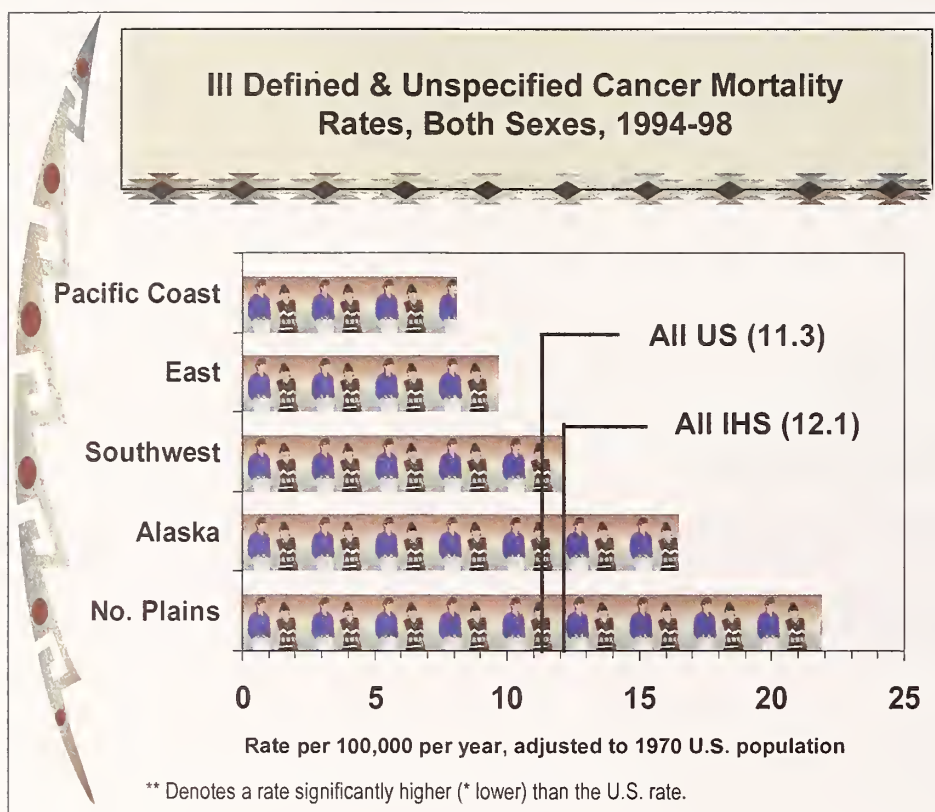 III Defined & Unspecified Cancer Mortality
Rates, Both Sexes, 1994-98
Pacific Coast
East
Southwest
Alaska
No. Plains
All US (11.3)
All IHS (12.1)
0 5 10 15 20 25
Rate per 100,000 per year, adjusted to 1970 U.S. population
** Denotes a rate significantly higher (* lower) than the U.S. rate.